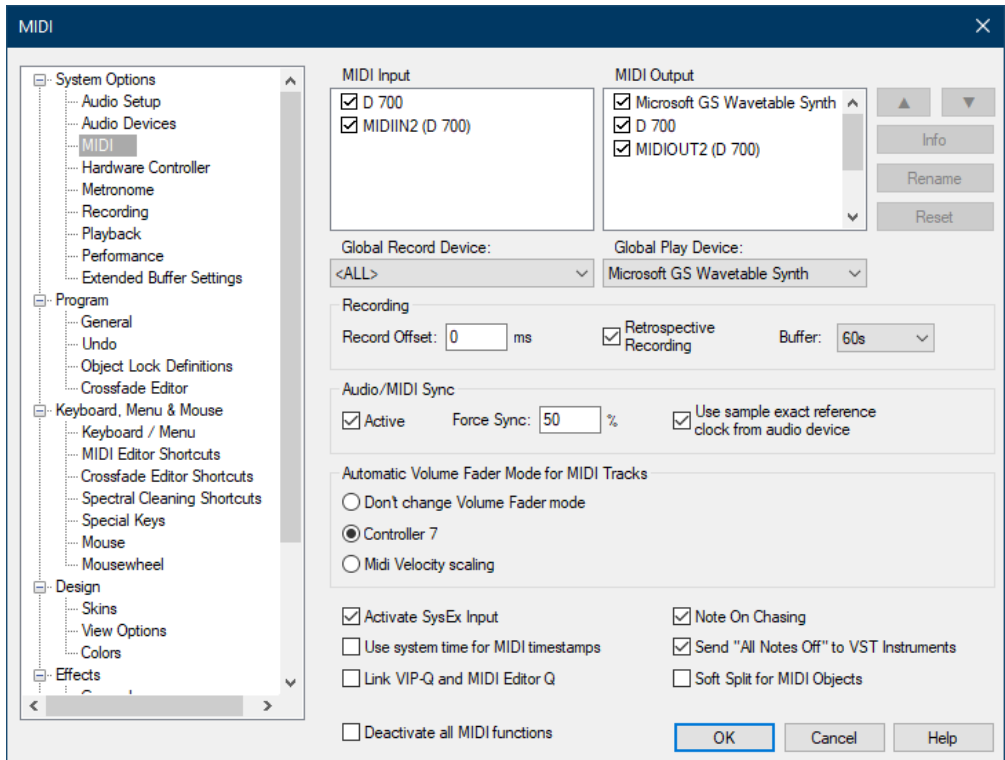 MIDI
System Options
Audio Setup
Audio Devices
MIDI
Hardware Controller
Metronome
Recording
Playback
Performance
Extended Buffer Settings
Program
General
Undo
Object Lock Definitions
Crossfade Editor
Keyboard, Menu & Mouse
Keyboard / Menu
MIDI Editor Shortcuts
Crossfade Editor Shortcuts
Spectral Cleaning Shortcuts
Special Keys
Mouse
Mousewheel
Design
Skins
View Options
Colors
Effects
MIDI Input
D 700
MIDIIN2 (D 700)
MIDI Output
Microsoft GS Wavetable Synth
D 700
MIDIOUT2 (D 700)
Info
Rename
Reset
Global Record Device:
<ALL>
Global Play Device:
Microsoft GS Wavetable Synth
Recording
Record Offset: 0 ms
Retrospective
Recording
Buffer: 60s
Audio/MIDI Sync
Active
Force Sync: 50 %
Use sample exact reference
clock from audio device
Automatic Volume Fader Mode for MIDI Tracks
Don't change Volume Fader mode
Controller 7
Midi Velocity scaling
Activate SysEx Input
Note On Chasing
Use system time for MIDI timestamps
Send "All Notes Off" to VST Instruments
Link VIP-Q and MIDI Editor Q
Soft Split for MIDI Objects
Deactivate all MIDI functions
OK
Cancel
Help